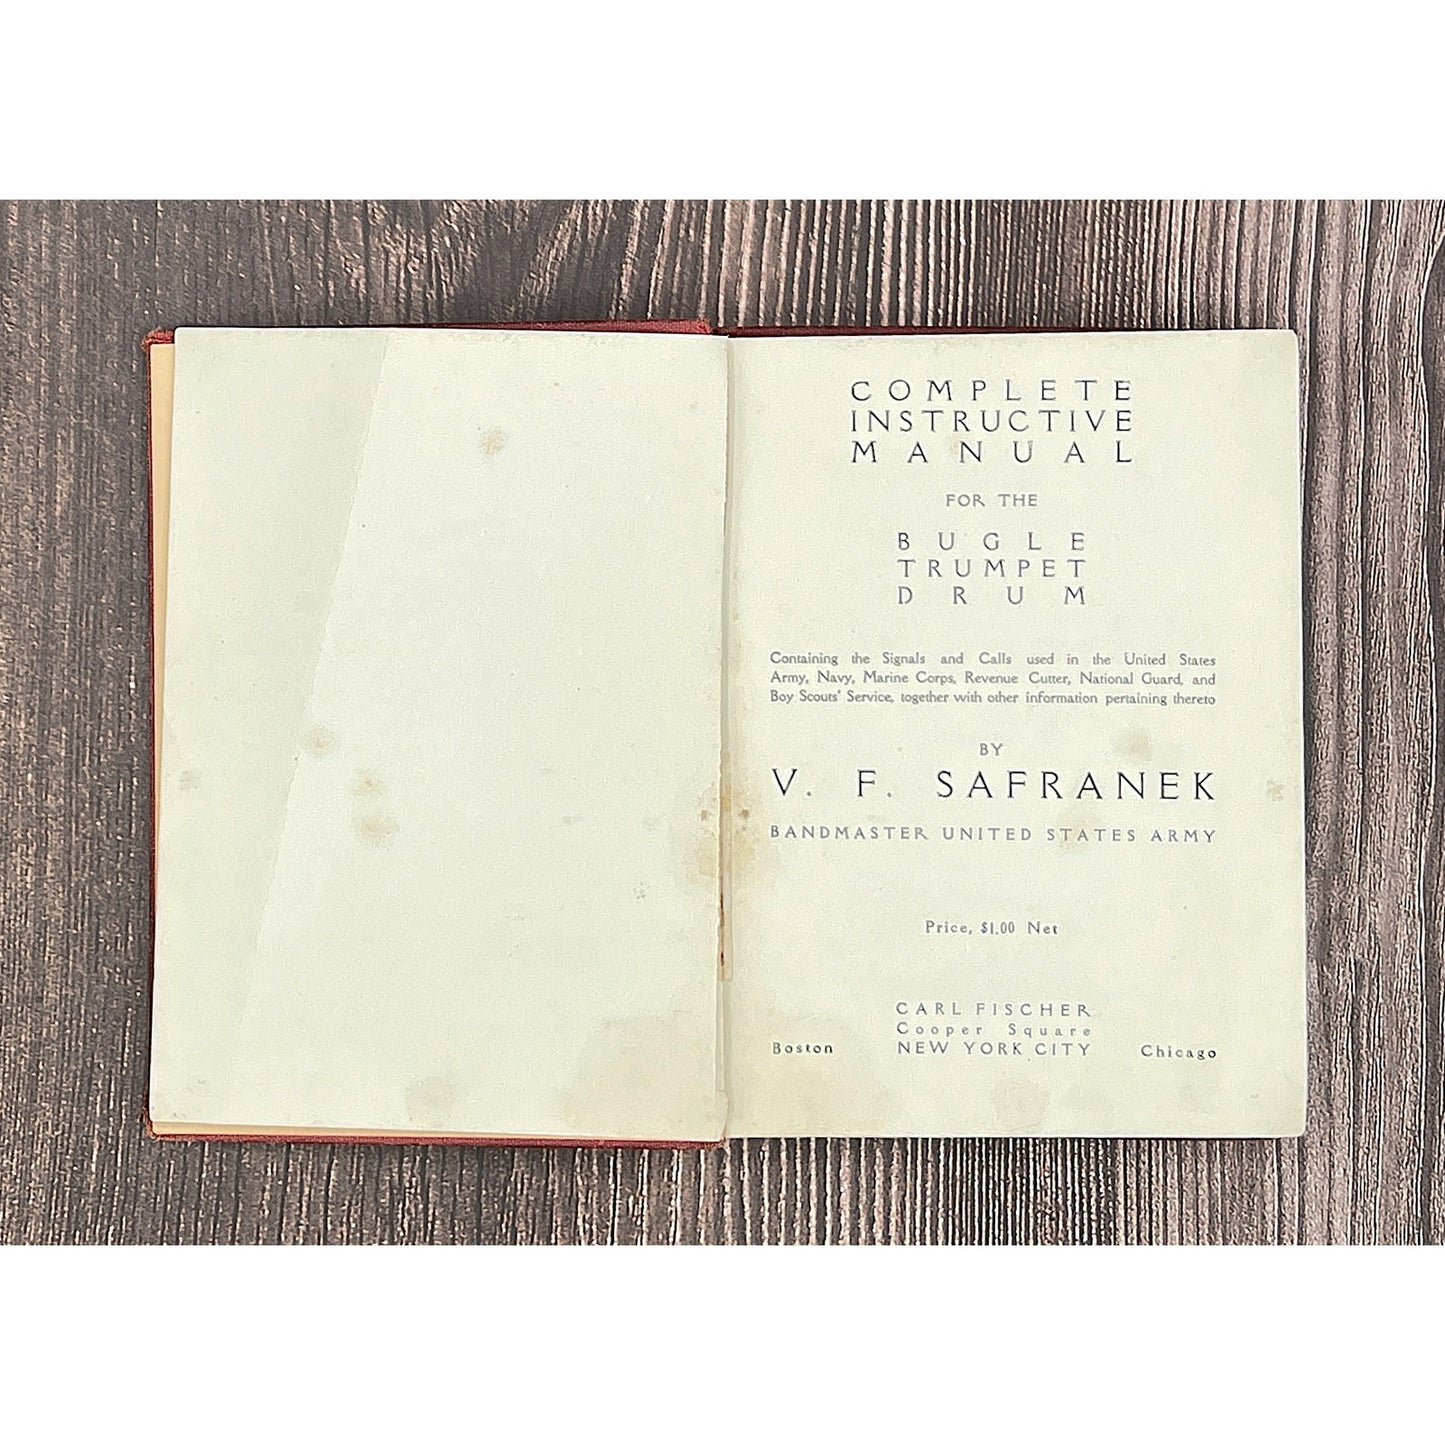 COMPLETE
INSTRUCTIVE
MANUAL
FOR THE
BUGLE
TRUMPET
DRUM
Containing the Signals and Calls used in the United States
Army, Navy, Marine Corps, Revenue Cutter, National Guard, and
Boy Scouts' Service, together with other information pertaining thereto
BY
V. F. SAFRANEK
BANDMASTER UNITED STATES ARMY
Price, $1.00 Net
CARL FISCHER
Cooper Square
Boston NEW YORK CITY Chicago